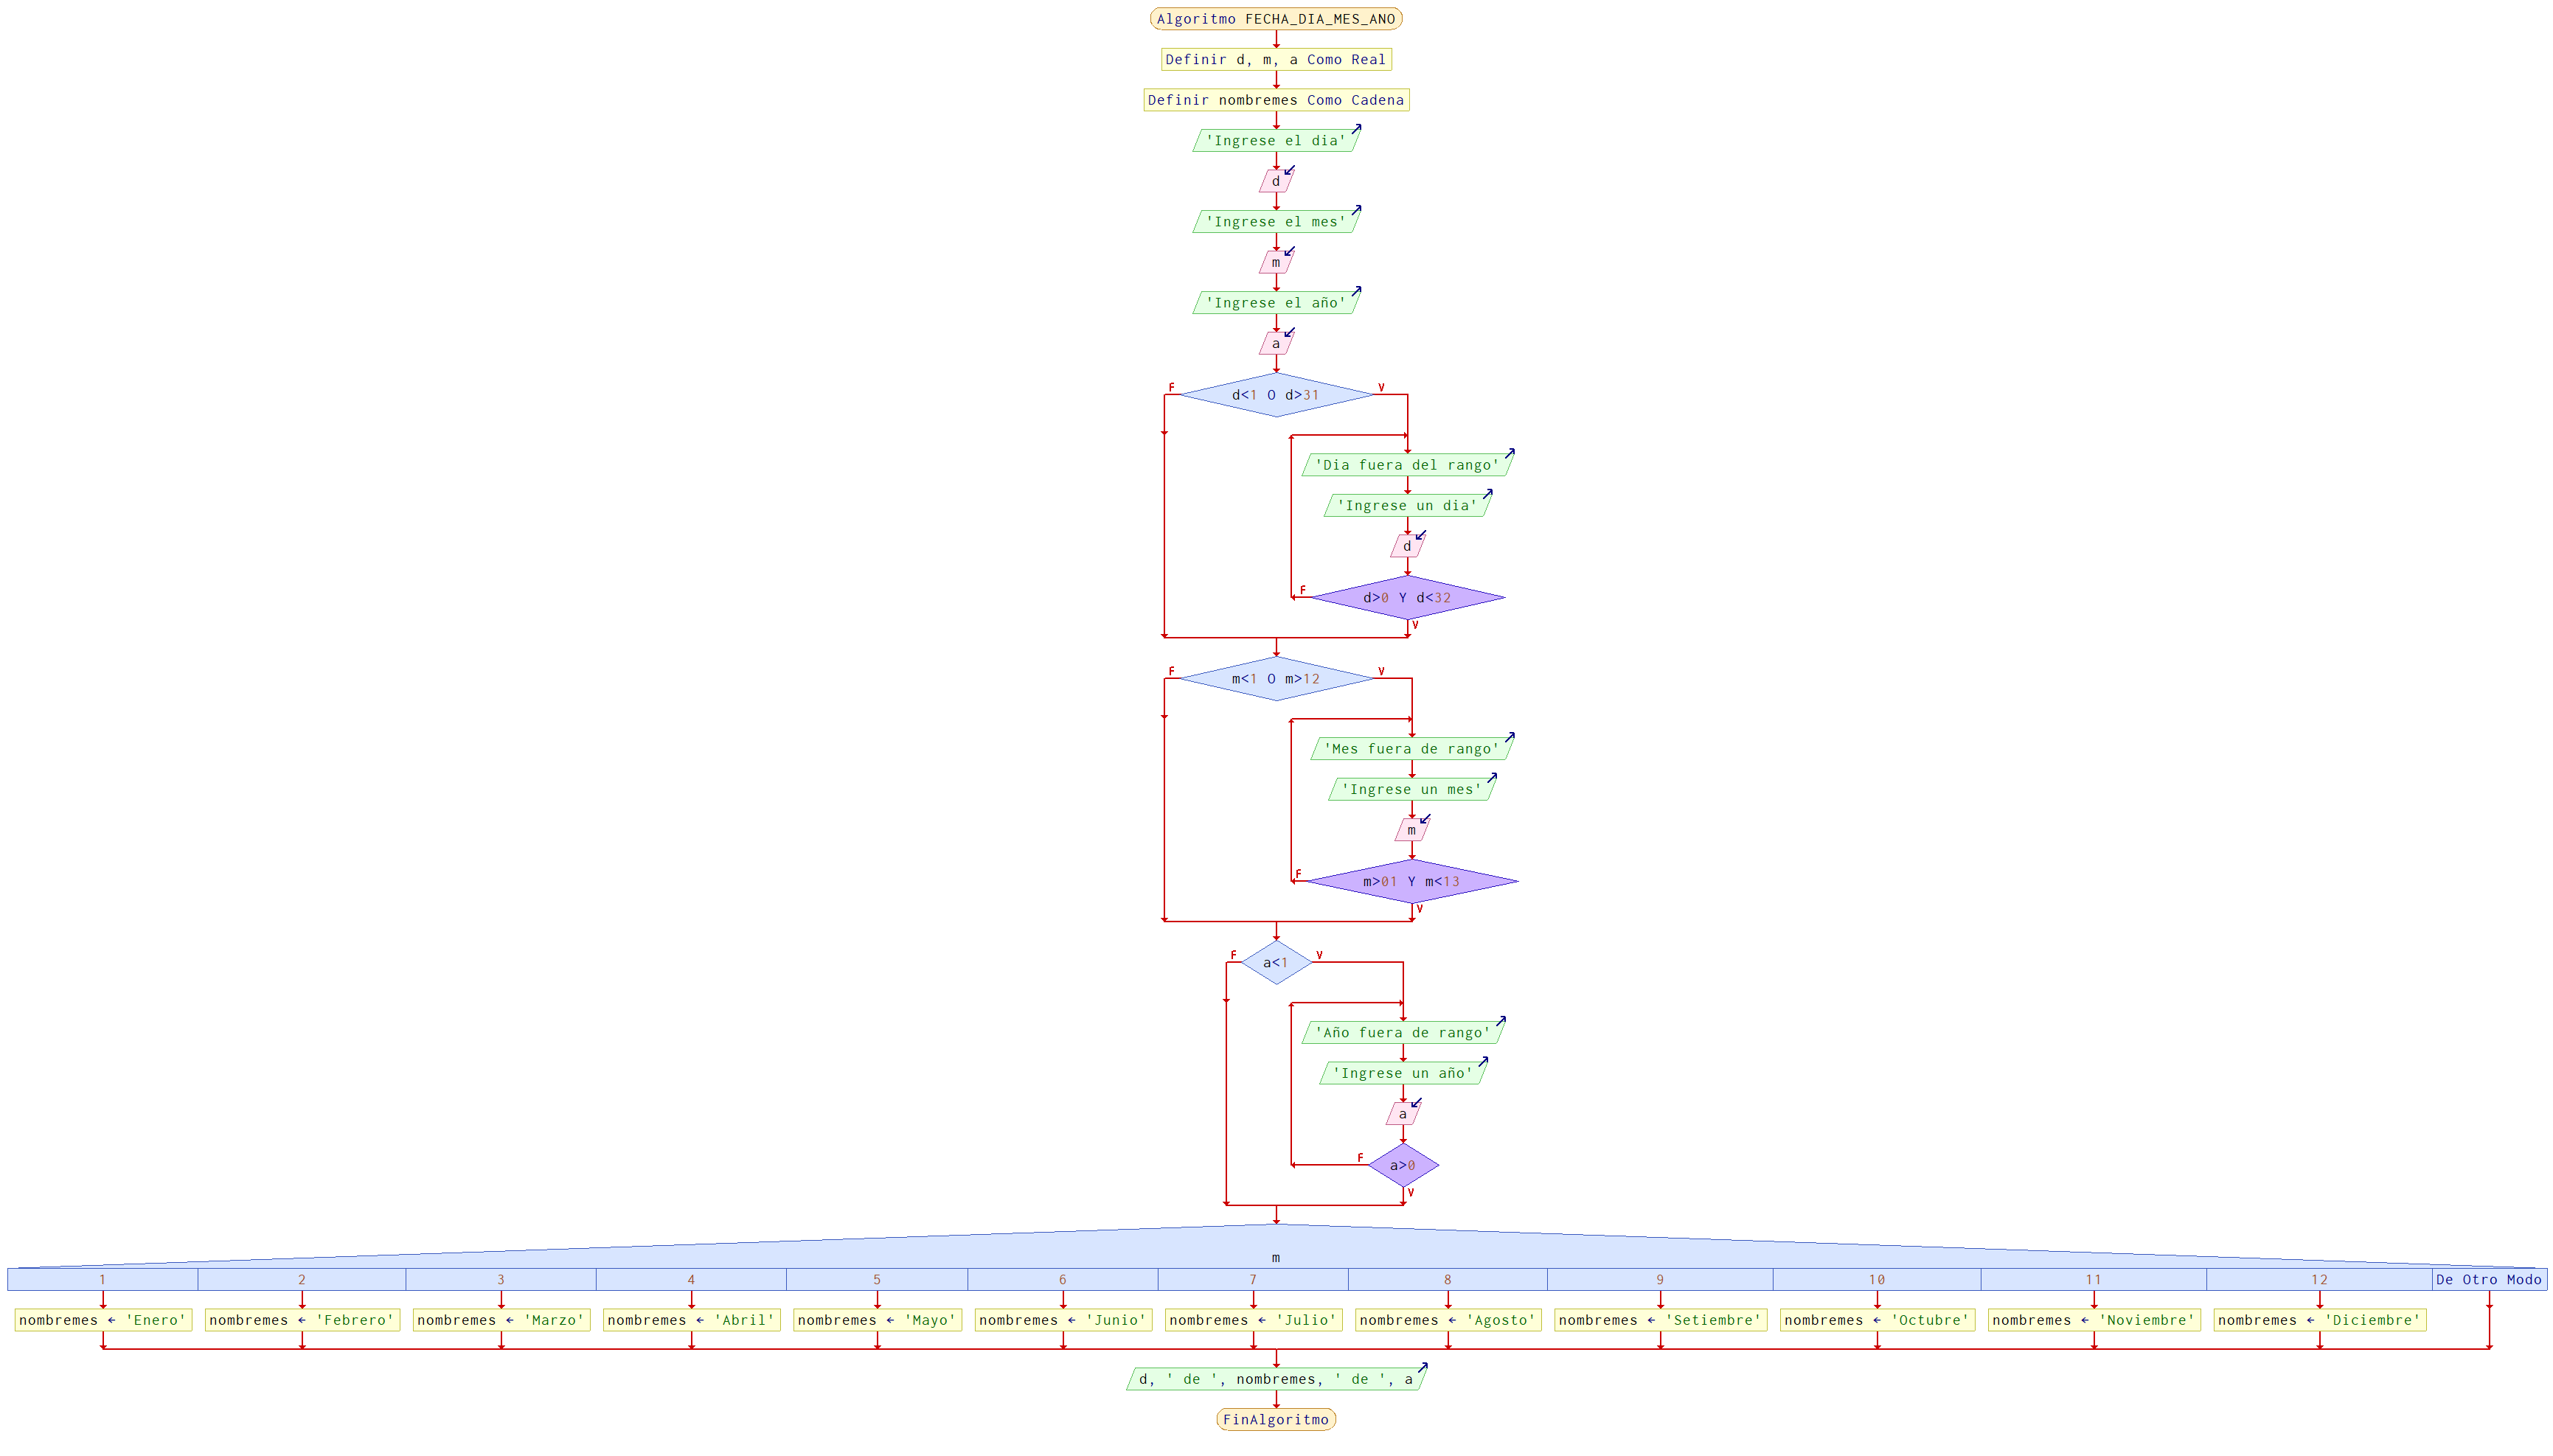 Algoritmo FECHA_DIA_MES_ANO
Definir d, m, a Como Real
Definir nombremes Como Cadena
'Ingrese el dia'
d
'Ingrese el mes'
m
'Ingrese el año'
a
F
d<1 O d>31
V
'Dia fuera del rango'
'Ingrese un dia'
d
F
d>0 Y d<32
V
F
m<1 O m>12
V
'Mes fuera de rango'
'Ingrese un mes'
m
F
m>01 Y m<13
V
F
a<1
V
'Año fuera de rango'
'Ingrese un año'
a
F
a>0
V
m
1 2 3 4 5 6 7 8 9 10 11 12 De Otro Modo
nombremes ← 'Enero' nombremes ← 'Febrero' nombremes ← 'Marzo' nombremes ← 'Abril' nombremes ← 'Mayo' nombremes ← 'Junio' nombremes ← 'Julio' nombremes ← 'Agosto' nombremes ← 'Setiembre' nombremes ← 'Octubre' nombremes ← 'Noviembre' nombremes ← 'Diciembre'
d, ' de ', nombremes, ' de ', a
FinAlgoritmo